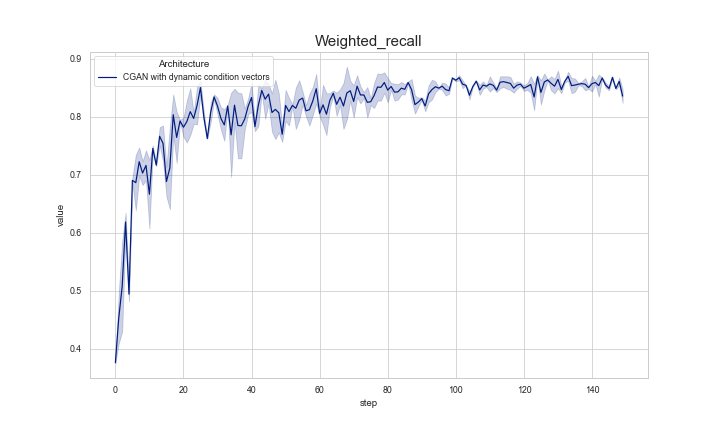 Weighted_recall
Architecture
CGAN with dynamic condition vectors
0.9
0.8
0.7
0.6
0.5
0.4
value
0 20 40 60 80 100 120 140
step